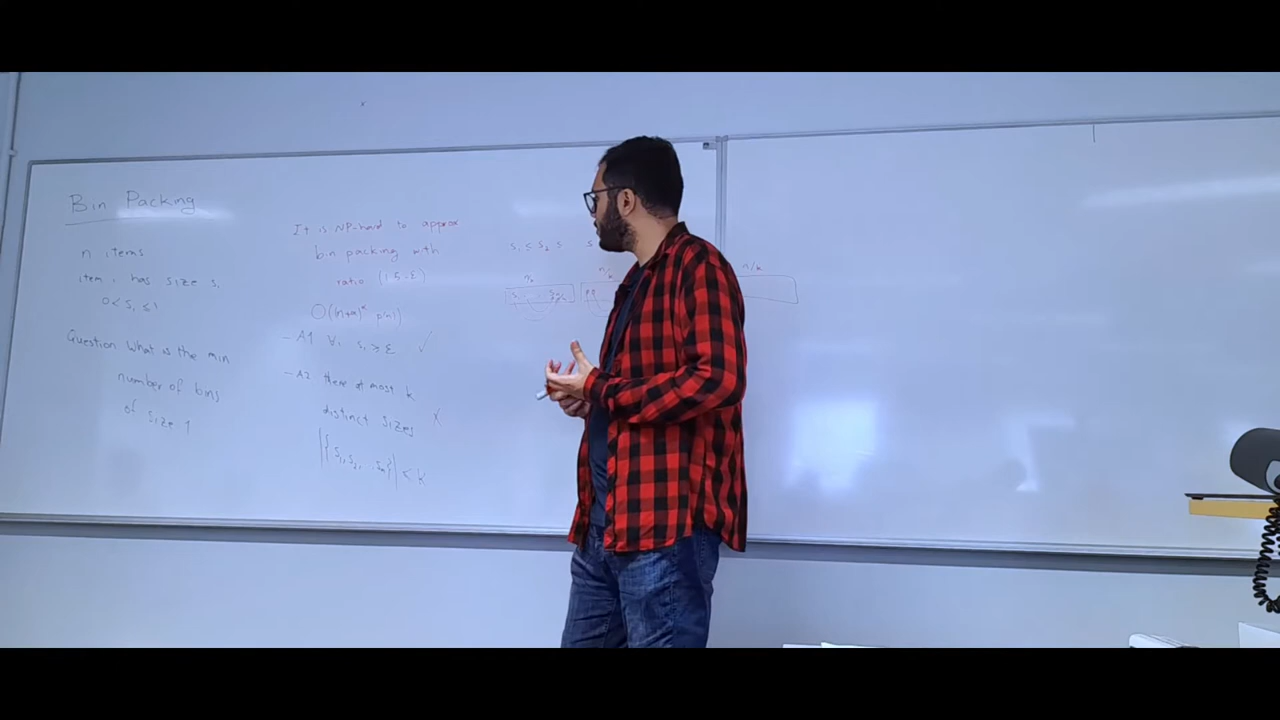 Bin Packing
n items
item i has size si
0 < si ≤ 1
Question What is the min
number of bins
of size 1
It is NP-hard to approx
bin packing with
ratio (1.5-ε)
- A1 ∀i si ≥ ε ✓
- A2 there at most k
distinct sizes X
|{s1,s2, .sn}| ≤ k
s1 ≤ s2 ≤
n/k
n/k
n/k